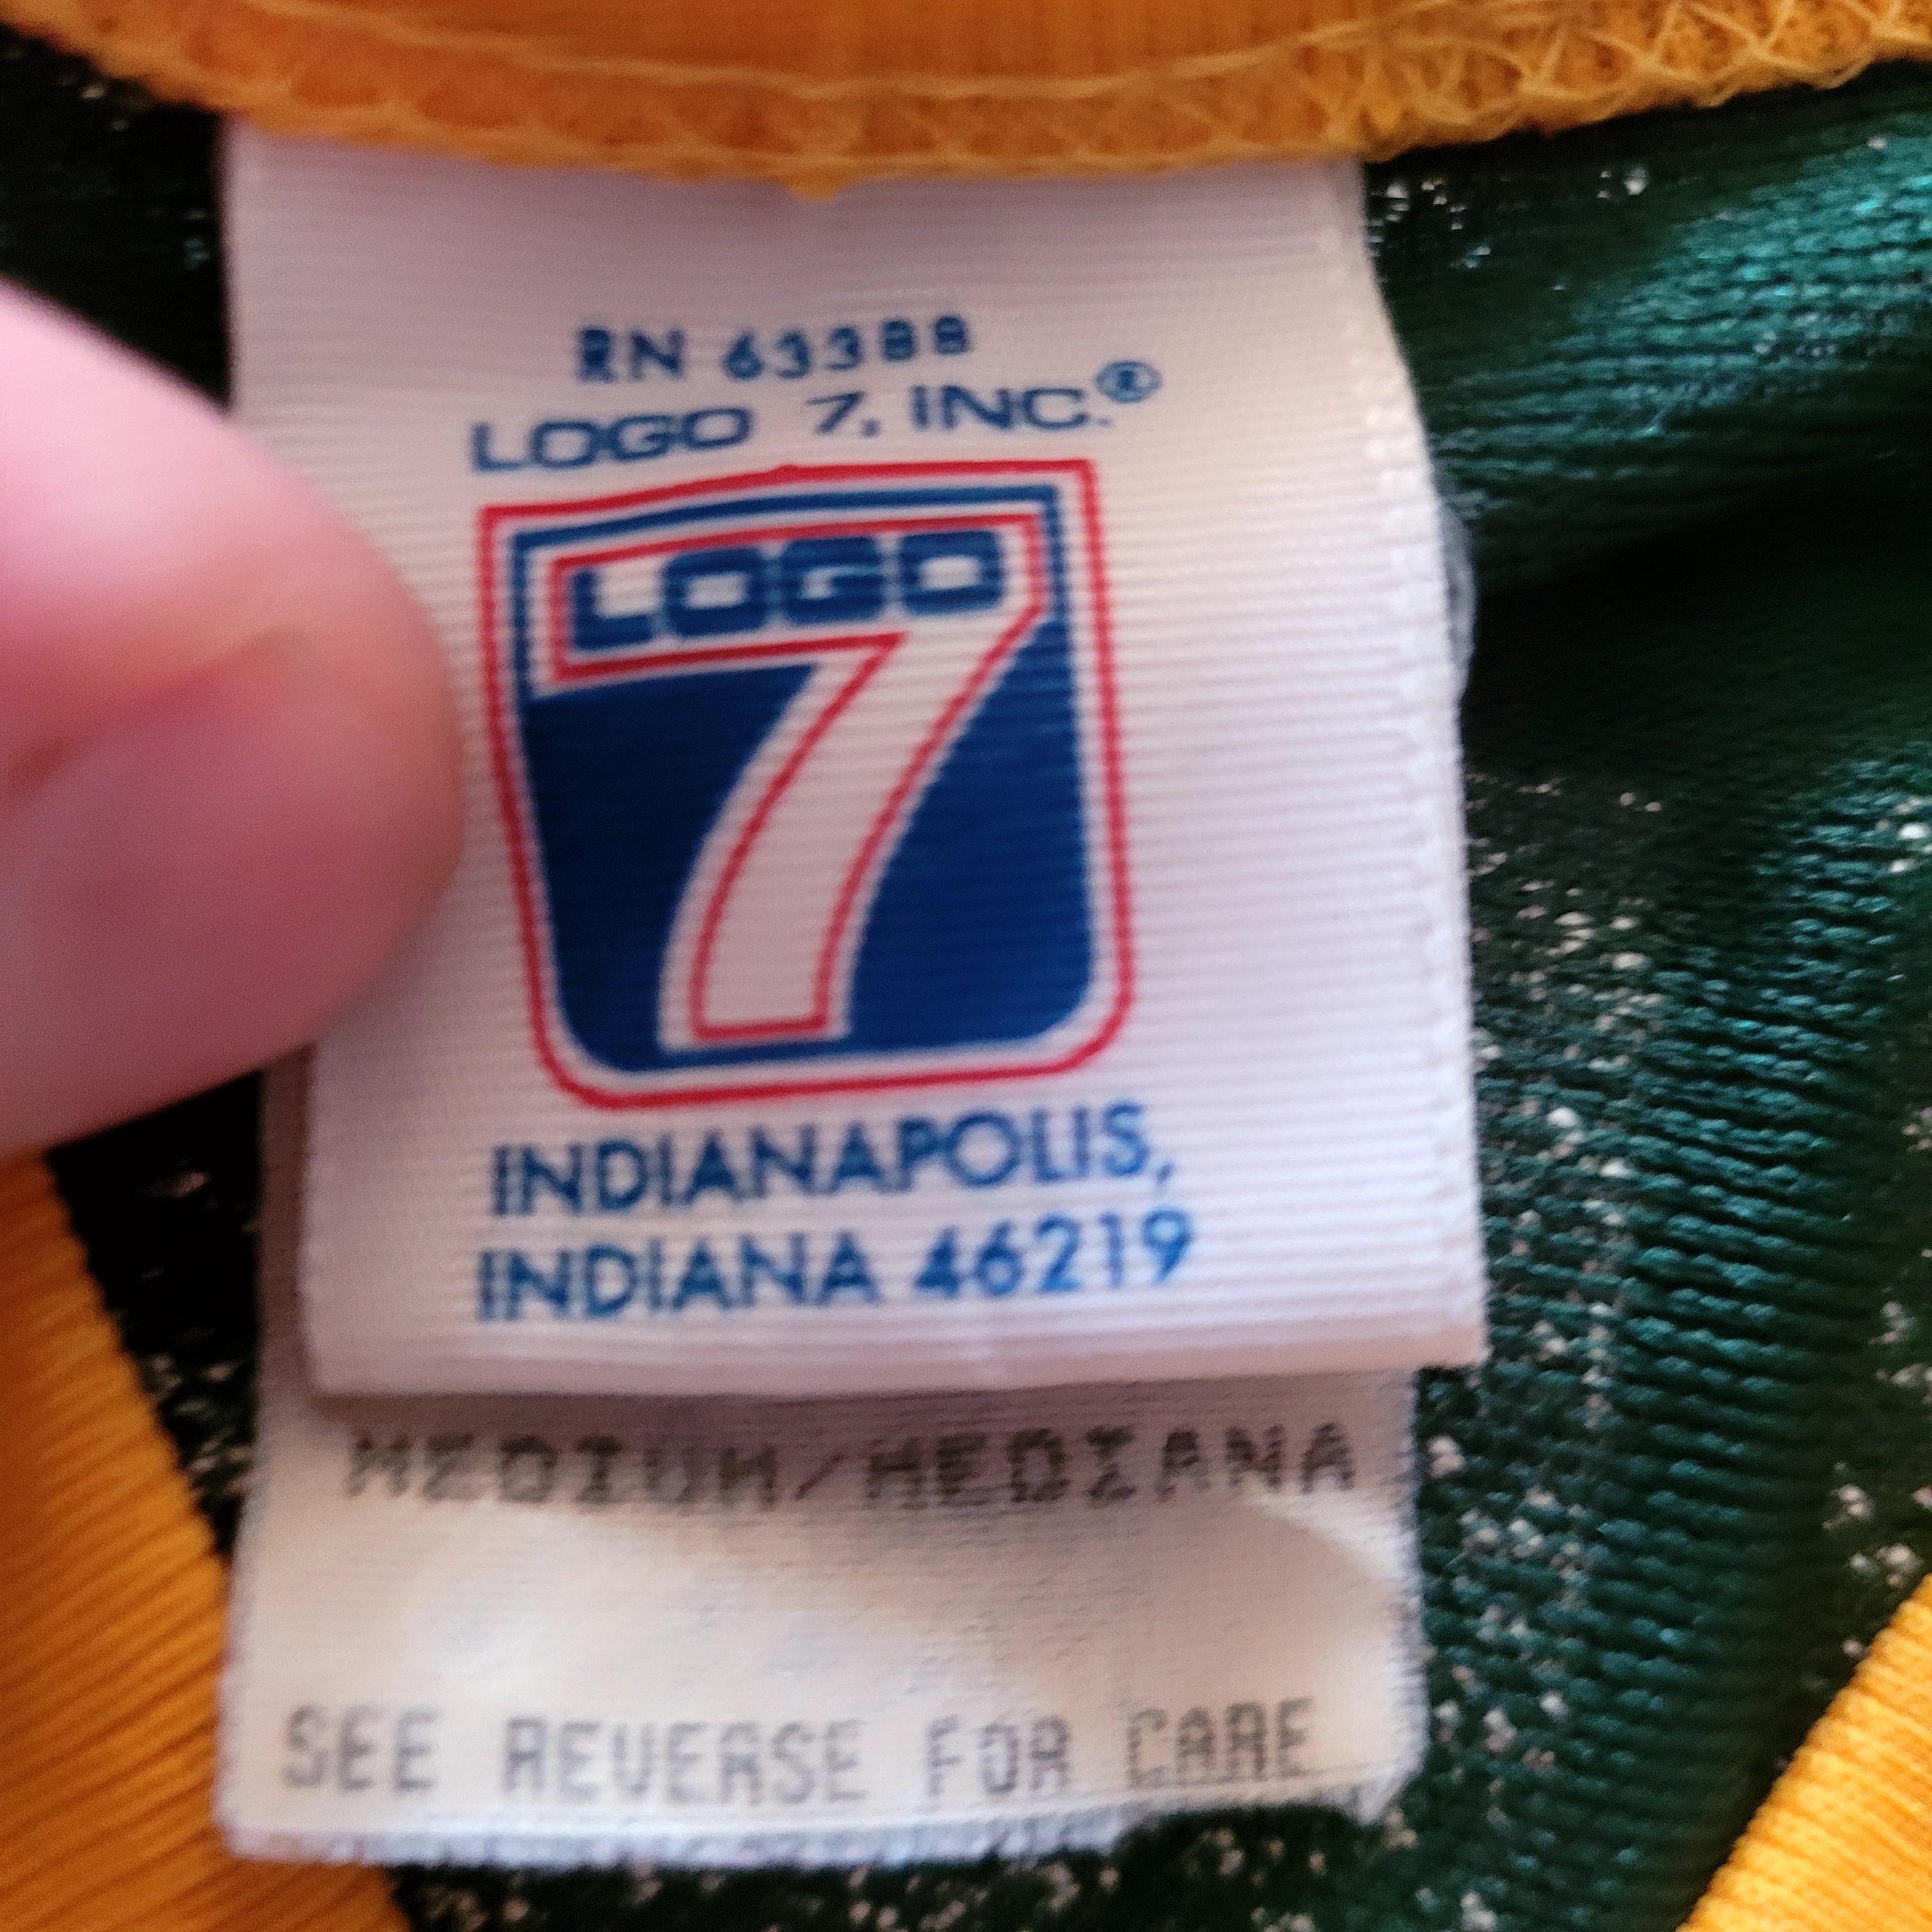 RN 63388
LOGO 7, INC.®
LOGO
7
INDIANAPOLIS,
INDIANA 46219
MEDIUM/MEDIANA
SEE REVERSE FOR CARE